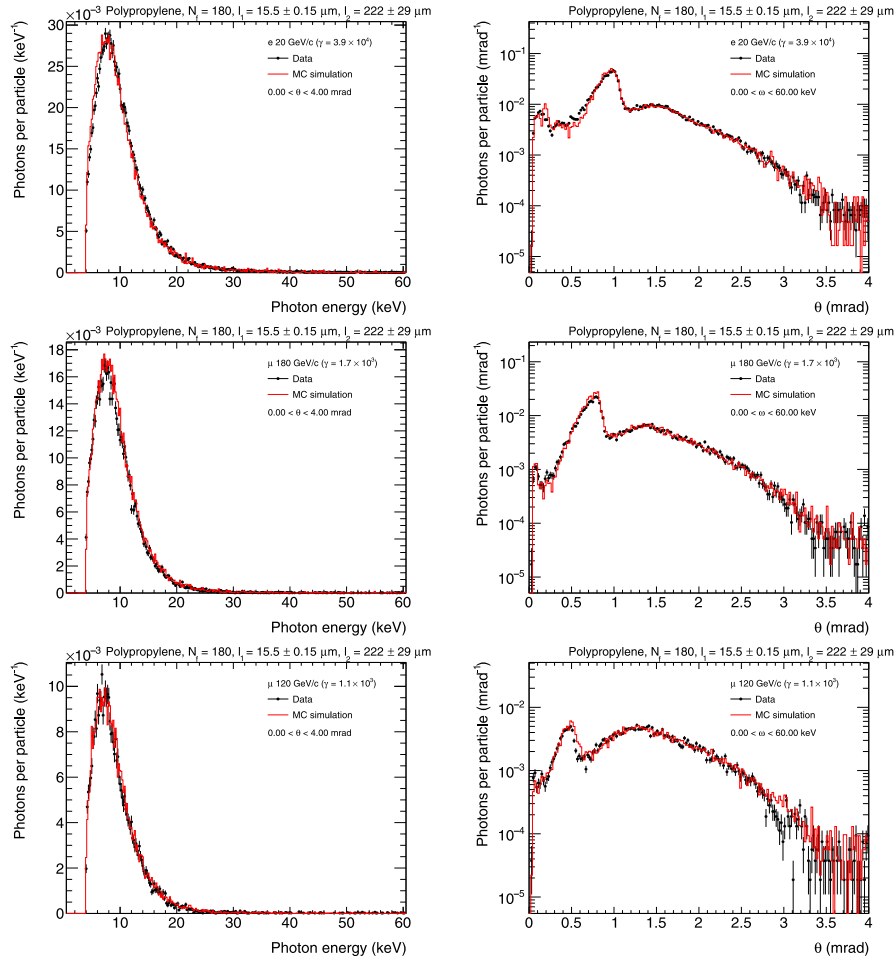 ×10⁻³ Polypropylene, N_f = 180, l_1 = 15.5 ± 0.15 μm, l_2 = 222 ± 29 μm
Photons per particle (keV⁻¹)
30
25
20
15
10
5
0
e 20 GeV/c (γ = 3.9 × 10⁴)
Data
MC simulation
0.00 < θ < 4.00 mrad
10 20 30 40 50 60
Photon energy (keV)
Polypropylene, N_f = 180, l_1 = 15.5 ± 0.15 μm, l_2 = 222 ± 29 μm
Photons per particle (mrad⁻¹)
10⁻¹
10⁻²
10⁻³
10⁻⁴
10⁻⁵
e 20 GeV/c (γ = 3.9 × 10⁴)
Data
MC simulation
0.00 < ω < 60.00 keV
0 0.5 1 1.5 2 2.5 3 3.5 4
θ (mrad)
×10⁻³ Polypropylene, N_f = 180, l_1 = 15.5 ± 0.15 μm, l_2 = 222 ± 29 μm
Photons per particle (keV⁻¹)
18
16
14
12
10
8
6
4
2
0
μ 180 GeV/c (γ = 1.7 × 10³)
Data
MC simulation
0.00 < θ < 4.00 mrad
10 20 30 40 50 60
Photon energy (keV)
Polypropylene, N_f = 180, l_1 = 15.5 ± 0.15 μm, l_2 = 222 ± 29 μm
Photons per particle (mrad⁻¹)
10⁻¹
10⁻²
10⁻³
10⁻⁴
10⁻⁵
μ 180 GeV/c (γ = 1.7 × 10³)
Data
MC simulation
0.00 < ω < 60.00 keV
0 0.5 1 1.5 2 2.5 3 3.5 4
θ (mrad)
×10⁻³ Polypropylene, N_f = 180, l_1 = 15.5 ± 0.15 μm, l_2 = 222 ± 29 μm
Photons per particle (keV⁻¹)
10
8
6
4
2
0
μ 120 GeV/c (γ = 1.1 × 10³)
Data
MC simulation
0.00 < θ < 4.00 mrad
10 20 30 40 50 60
Photon energy (keV)
Polypropylene, N_f = 180, l_1 = 15.5 ± 0.15 μm, l_2 = 222 ± 29 μm
Photons per particle (mrad⁻¹)
10⁻¹
10⁻²
10⁻³
10⁻⁴
10⁻⁵
μ 120 GeV/c (γ = 1.1 × 10³)
Data
MC simulation
0.00 < ω < 60.00 keV
0 0.5 1 1.5 2 2.5 3 3.5 4
θ (mrad)